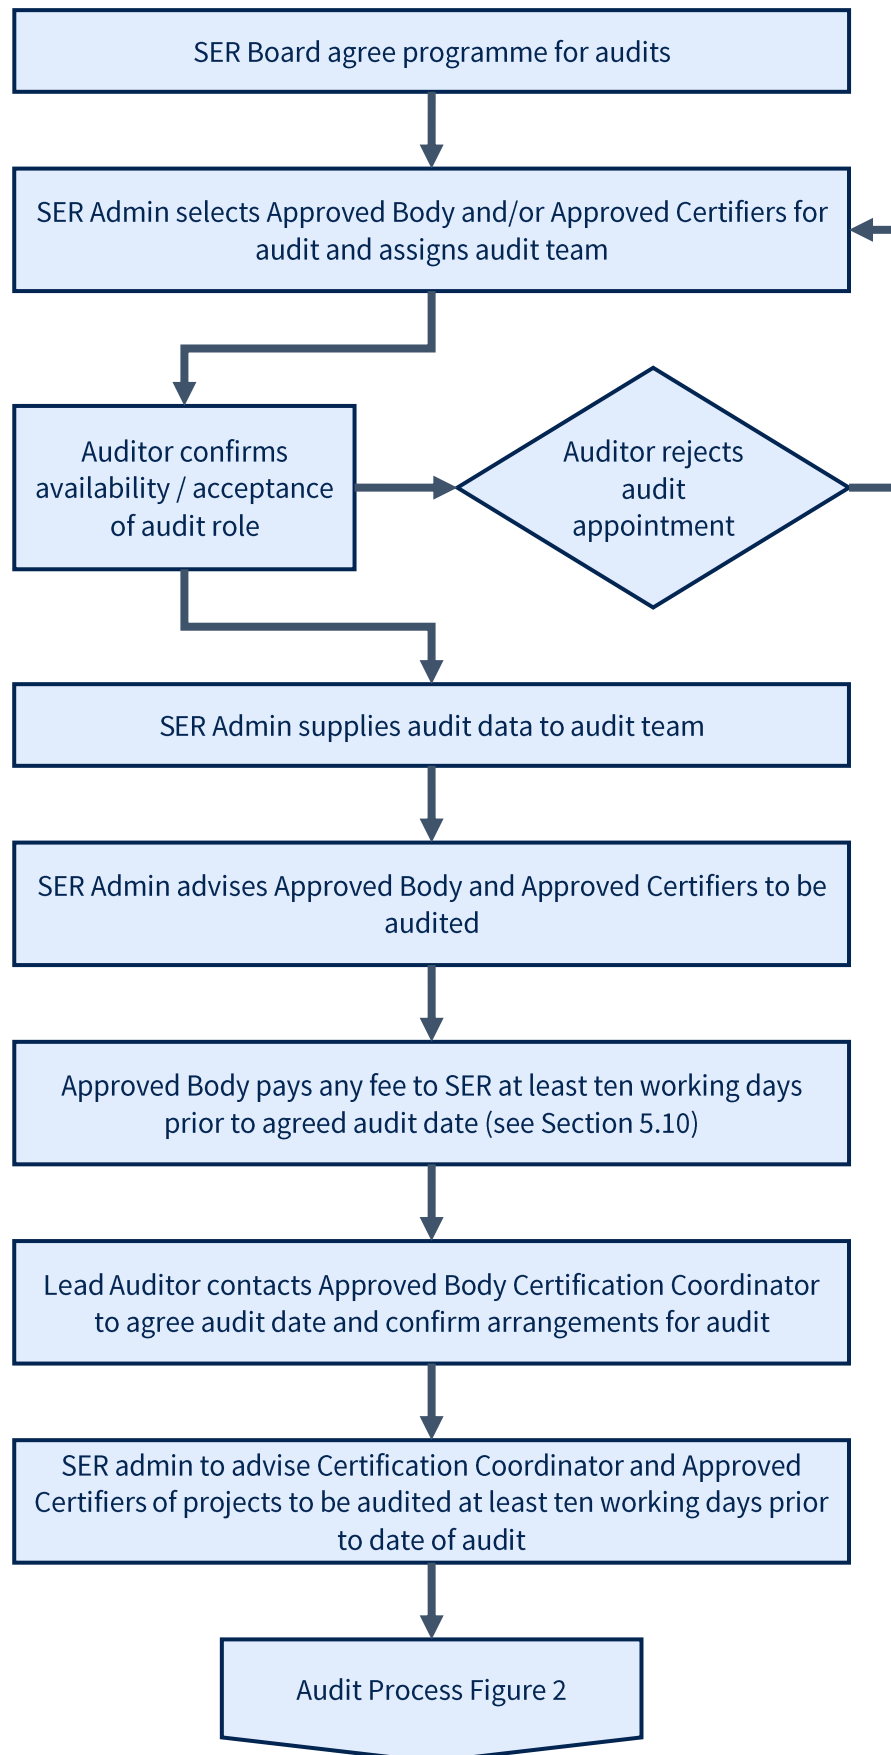 SER Board agree programme for audits
SER Admin selects Approved Body and/or Approved Certifiers for
audit and assigns audit team
Auditor confirms
availability / acceptance
of audit role
Auditor rejects
audit
appointment
SER Admin supplies audit data to audit team
SER Admin advises Approved Body and Approved Certifiers to be
audited
Approved Body pays any fee to SER at least ten working days
prior to agreed audit date (see Section 5.10)
Lead Auditor contacts Approved Body Certification Coordinator
to agree audit date and confirm arrangements for audit
SER admin to advise Certification Coordinator and Approved
Certifiers of projects to be audited at least ten working days prior
to date of audit
Audit Process Figure 2